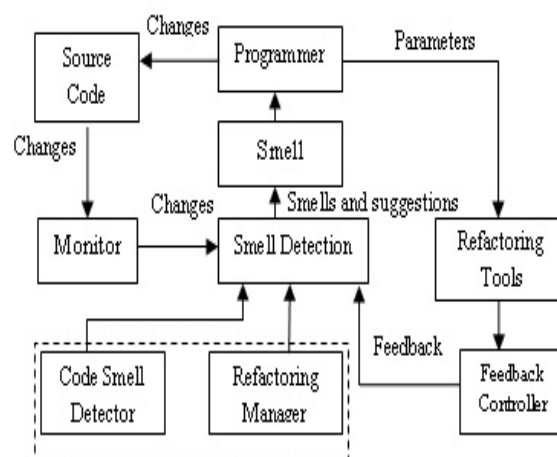 Changes
Source
Code
Programmer
Parameters
Changes
Smell
Changes
Smells and suggestions
Monitor
Smell Detection
Refactoring
Tools
Feedback
Code Smell
Detector
Refactoring
Manager
Feedback
Controller